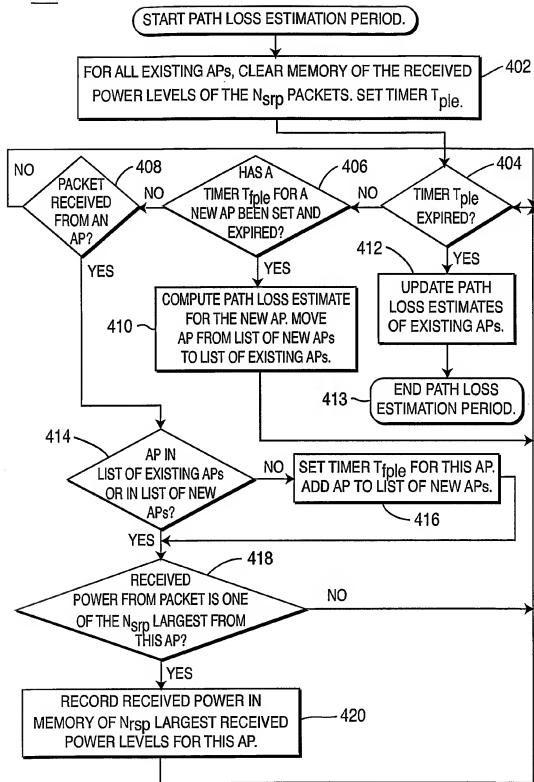 START PATH LOSS ESTIMATION PERIOD.
FOR ALL EXISTING APs, CLEAR MEMORY OF THE RECEIVED
POWER LEVELS OF THE Nsrp PACKETS. SET TIMER Tple.
402
NO
408
PACKET
RECEIVED
FROM AN
AP?
NO
406
HAS A
TIMER Tfple FOR A
NEW AP BEEN SET AND
EXPIRED?
NO
404
TIMER Tple
EXPIRED?
YES
YES
412
YES
410
COMPUTE PATH LOSS ESTIMATE
FOR THE NEW AP. MOVE
AP FROM LIST OF NEW APs
TO LIST OF EXISTING APs.
UPDATE PATH
LOSS ESTIMATES
OF EXISTING APs.
413
END PATH LOSS
ESTIMATION PERIOD.
414
AP IN
LIST OF EXISTING APs
OR IN LIST OF NEW
APs?
NO
SET TIMER Tfple FOR THIS AP.
ADD AP TO LIST OF NEW APs.
416
YES
418
RECEIVED
POWER FROM PACKET IS ONE
OF THE Nsrp LARGEST FROM
THIS AP?
NO
YES
RECORD RECEIVED POWER IN
MEMORY OF Nrsp LARGEST RECEIVED
POWER LEVELS FOR THIS AP.
420